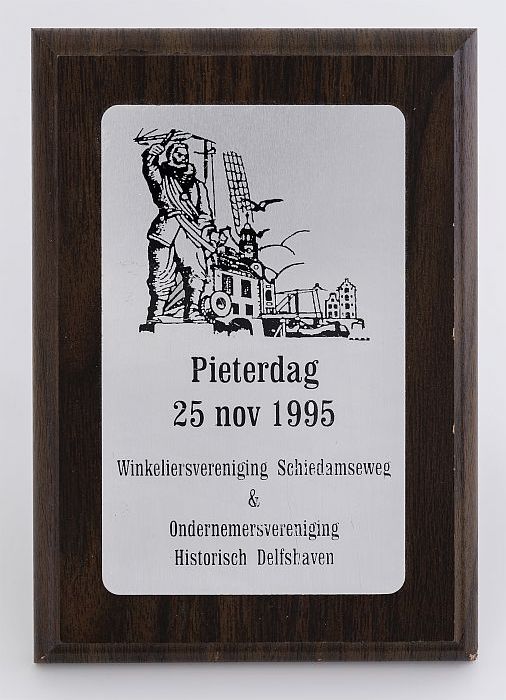 Pieterdag
25 nov 1995
Winkeliersvereniging Schiedamseweg
&
Ondernemersvereniging
Historisch Delfshaven